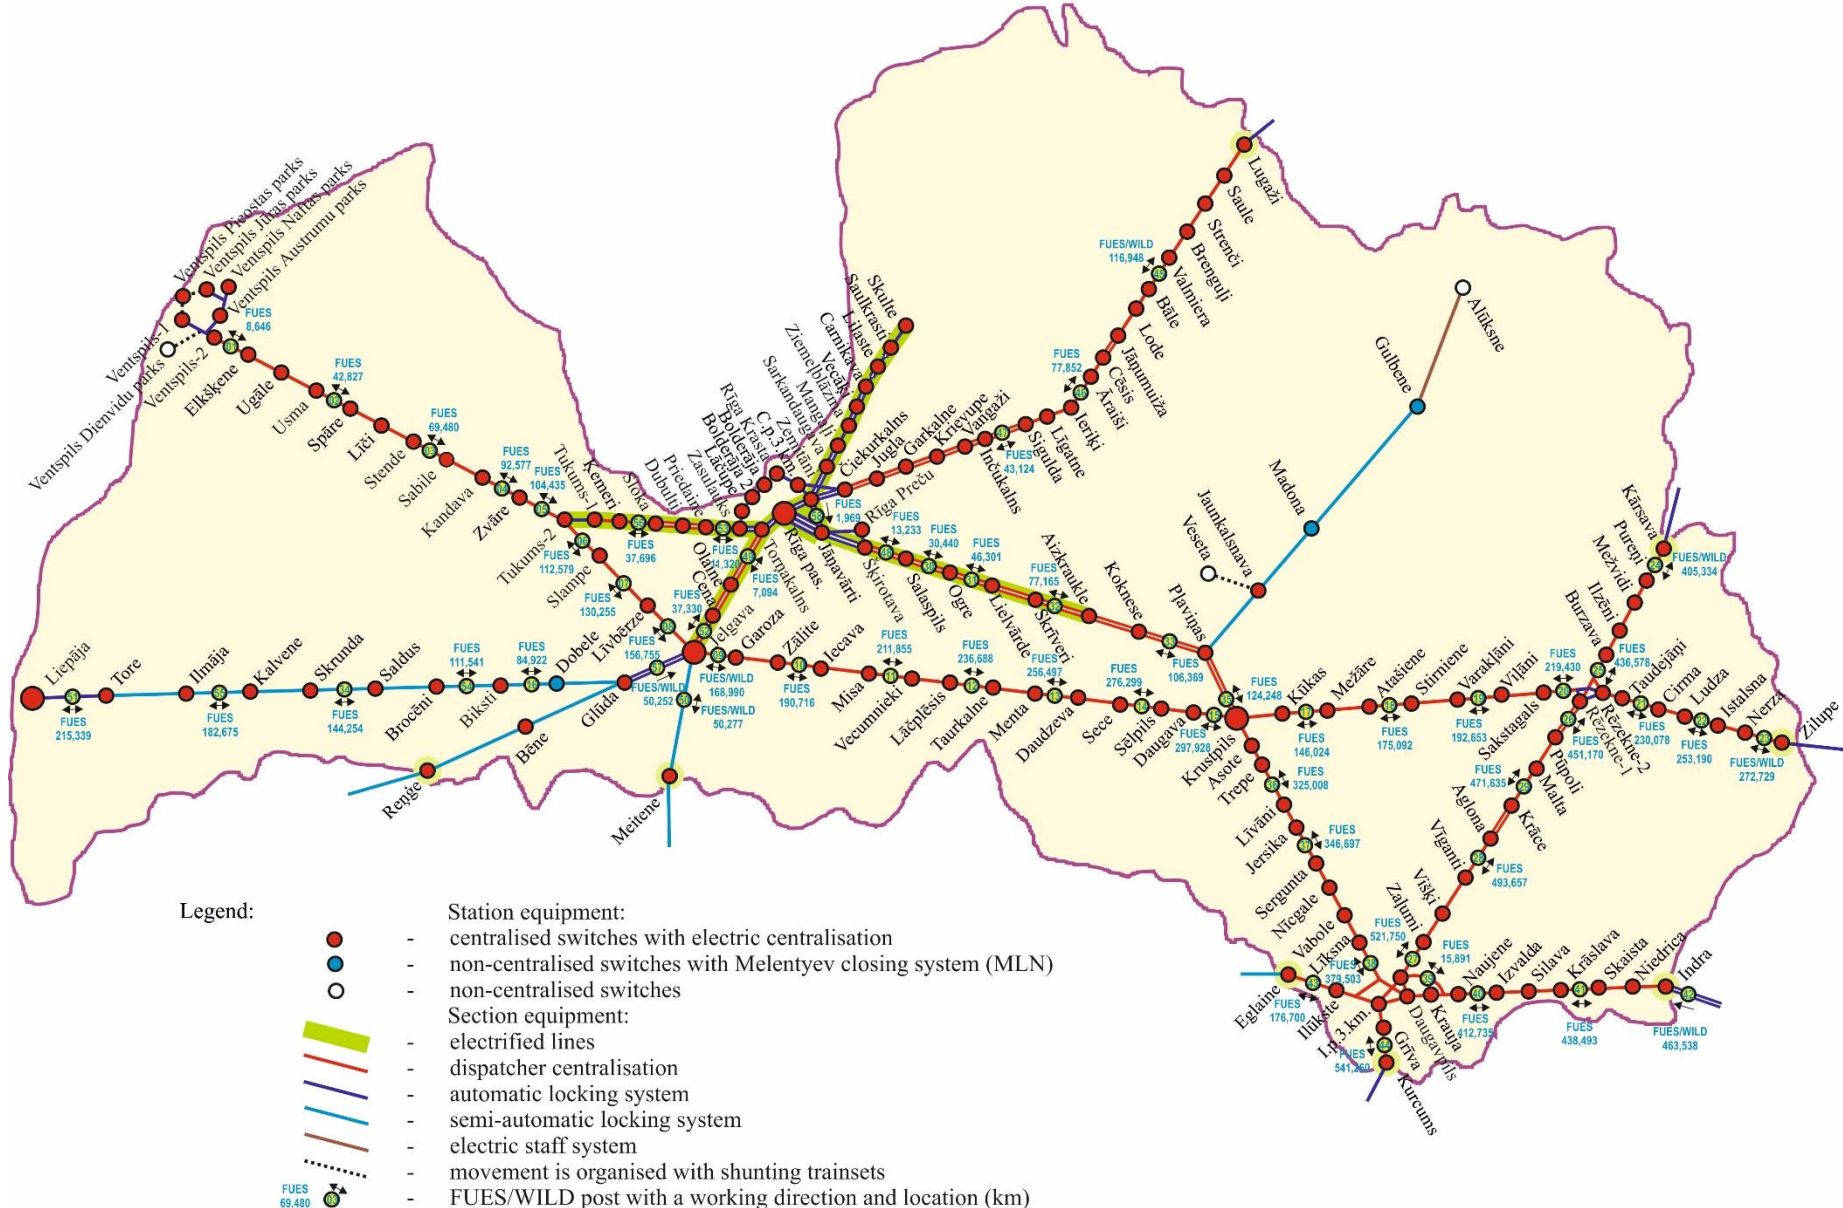 Ventspils Pieostas parks
Ventspils Jūras parks
Ventspils Naftas parks
Ventspils Austrumu parks
Ventspils-1
Ventspils Dienvidu parks
Ventspils-2
FUES
8,646
Elkšķene
Ugāle
FUES
42,827
Usma
Spāre
Līči
FUES
69,480
Stende
Sabile
Kandava
FUES
92,577
Zvāre
FUES
104,435
Tukums-2
Tukums-1
Ķemeri
Sloka
FUES
37,696
Dubulti
Priedaine
Zasulauks
Lāčupe
Bolderāja 2
Bolderāja
Rīga Krasta
C.p.3.km.
Zemitāni
Sarkandaugava
Mangaļi
Ziemeļblāzma
Vecāķi
Carnikava
Lilaste
Saulkrasti
Skulte
Čiekurkalns
Jugla
Garkalne
Krievupe
Vangaži
Inčukalns
FUES
43,124
Sigulda
Līgatne
Ieriķi
FUES
77,852
Āraiši
Cēsis
Jāņumuiža
Lode
Bāle
FUES/WILD
116,948
Valmiera
Brenguļi
Strenči
Saule
Lugaži
Alūksne
Gulbene
Madona
Jaunkalsnava
Veseta
FUES
1,969
Rīga Preču
Rīga pas.
Torņakalns
Jāņavārti
Šķirotava
FUES
13,233
Salaspils
FUES
30,440
Ogre
FUES
46,301
Lielvārde
Skrīveri
FUES
77,165
Aizkraukle
Koknese
FUES
106,369
Pļaviņas
FUES
7,094
Olaine
Cena
FUES
37,330
Jelgava
FUES
112,579
Slampe
FUES
130,255
Līvbērze
FUES
156,755
Liepāja
FUES
215,339
Tore
Ilmāja
FUES
182,675
Kalvene
Skrunda
FUES
144,254
Saldus
Brocēni
FUES
111,541
Biksti
FUES
84,922
Dobele
Glūda
FUES/WILD
50,252
FUES/WILD
50,277
Bēne
Reņģe
Meitene
FUES/WILD
168,990
Garoza
Zālīte
FUES
190,716
Iecava
Misa
FUES
211,855
Vecumnieki
Lāčplēsis
FUES
236,688
Taurkalne
Menta
FUES
256,497
Daudzeva
Sece
FUES
276,299
Sēlpils
Daugava
FUES
297,928
Krustpils
FUES
124,248
Kūkas
FUES
146,024
Mežāre
Atašiene
FUES
175,092
Stirniene
Varakļāni
FUES
192,653
Viļāni
Sakstagals
FUES
219,430
Rēzekne-1
Rēzekne-2
Taudejāņi
FUES
230,078
Cirma
Ludza
FUES
253,190
Istalsna
Nerza
FUES/WILD
272,729
Zilupe
Kārsava
FUES/WILD
405,334
Pureņi
Mežvidi
Ilzēni
Burzava
FUES
436,578
FUES
451,170
Pūpoli
Malta
FUES
471,635
Krāce
Aglona
FUES
493,657
Vīganti
Višķi
Zaļumi
FUES
521,750
FUES
15,891
Asote
Trepe
FUES
325,008
Līvāni
Jersika
FUES
346,697
Sergunta
Nīcgale
Vabole
Līksna
FUES
379,503
Eglaine
FUES
176,700
Ilūkste
I.p.3.km.
Grīva
FUES
Kurcums
Daugavpils
Krauja
FUES
412,735
Naujene
Izvalda
Silava
Krāslava
FUES
438,493
Skaista
Niedrica
Indra
FUES/WILD
463,538
Legend:
Station equipment:
- centralised switches with electric centralisation
- non-centralised switches with Melentyev closing system (MLN)
- non-centralised switches
Section equipment:
- electrified lines
- dispatcher centralisation
- automatic locking system
- semi-automatic locking system
- electric staff system
- movement is organised with shunting trainsets
FUES
69,480
03
- FUES/WILD post with a working direction and location (km)